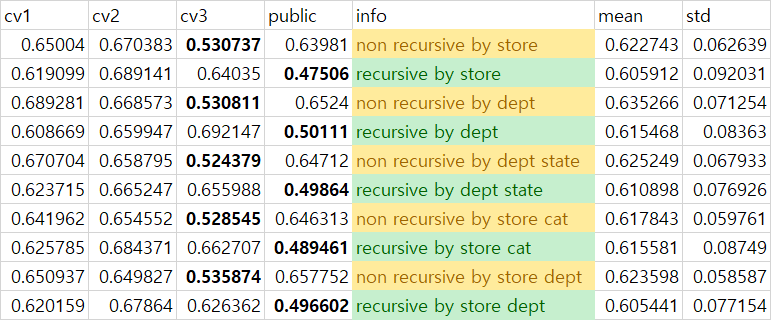 cv1 cv2 cv3 public info mean std
0.65004 0.670383 0.530737 0.63981 non recursive by store 0.622743 0.062639
0.619099 0.689141 0.64035 0.47506 recursive by store 0.605912 0.092031
0.689281 0.668573 0.530811 0.6524 non recursive by dept 0.635266 0.071254
0.608669 0.659947 0.692147 0.50111 recursive by dept 0.615468 0.08363
0.670704 0.658795 0.524379 0.64712 non recursive by dept state 0.625249 0.067933
0.623715 0.665247 0.655988 0.49864 recursive by dept state 0.610898 0.076926
0.641962 0.654552 0.528545 0.646313 non recursive by store cat 0.617843 0.059761
0.625785 0.684371 0.662707 0.489461 recursive by store cat 0.615581 0.08749
0.650937 0.649827 0.535874 0.657752 non recursive by store dept 0.623598 0.058587
0.620159 0.67864 0.626362 0.496602 recursive by store dept 0.605441 0.077154